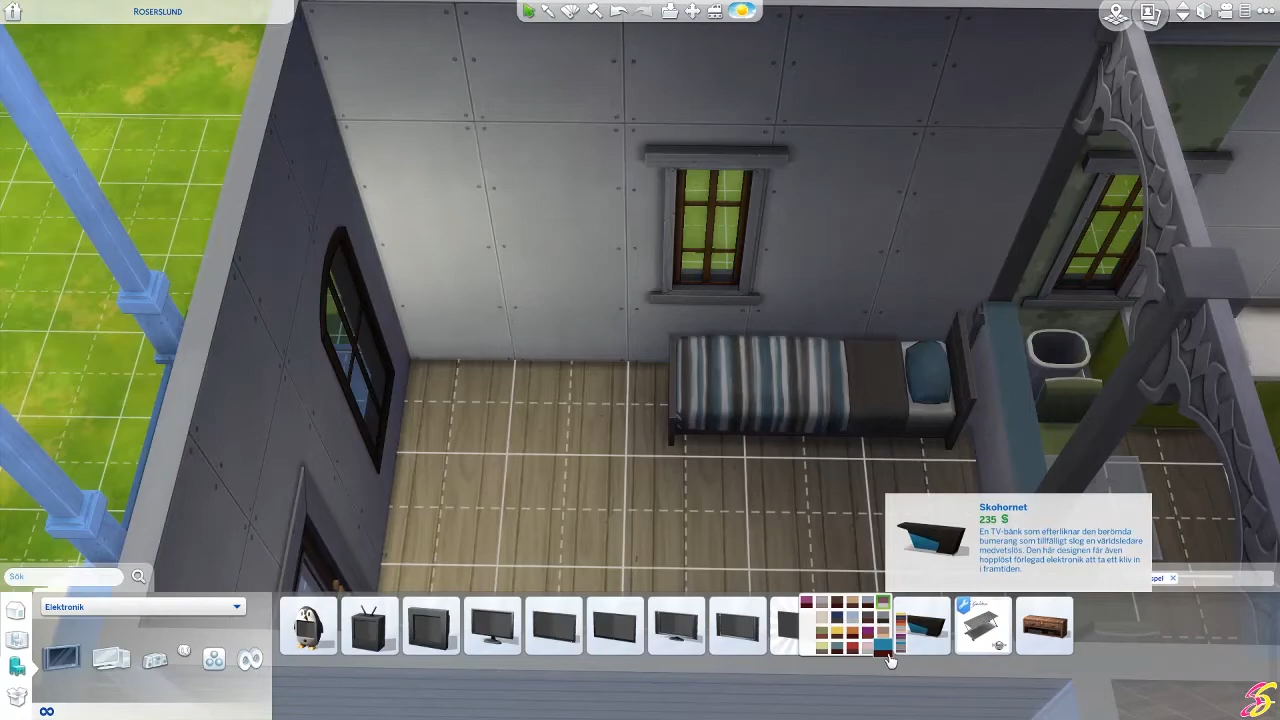 Roserslund
Skohornet
235 $
En TV-bänk som efterliknar den berömda
bumerang som tillfälligt slog en världsledare
medvetslös. Den här designen får även
hopplöst förlegad elektronik att ta ett kliv in
i framtiden.
Sök
spel
Elektronik